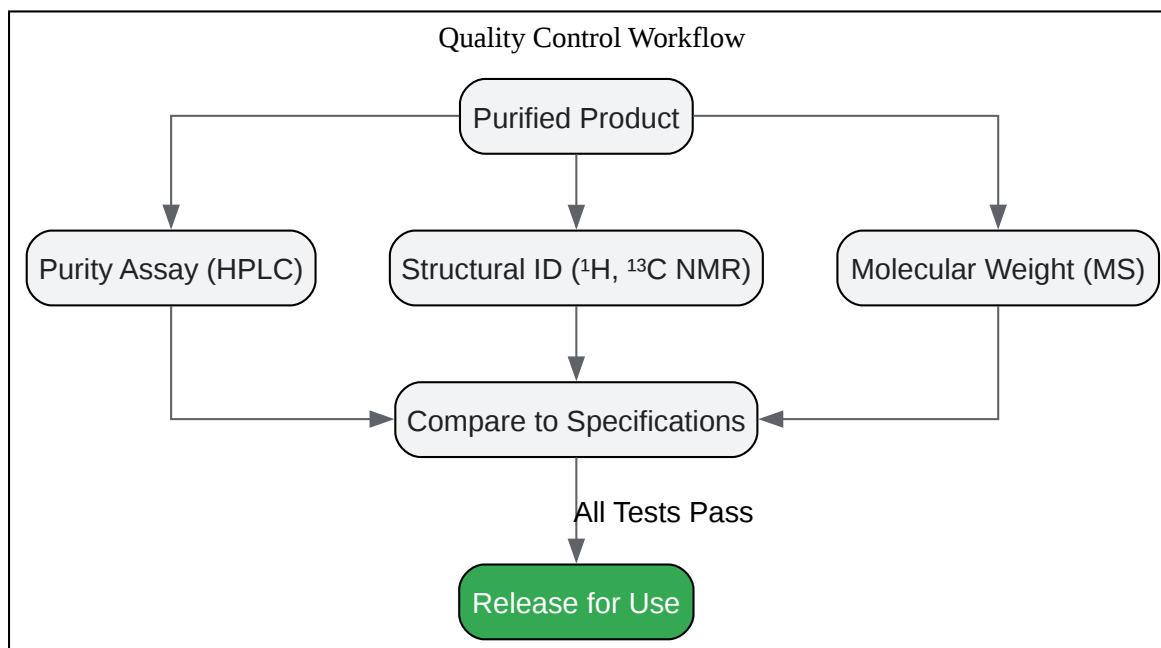 Quality Control Workflow
Purified Product
Purity Assay (HPLC)
Structural ID (¹H, ¹³C NMR)
Molecular Weight (MS)
Compare to Specifications
All Tests Pass
Release for Use